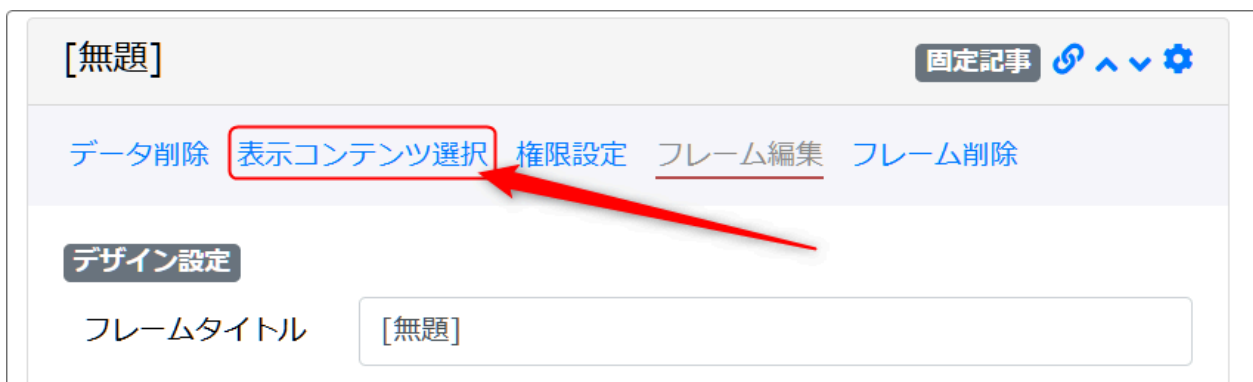 [無題] 固定記事
データ削除 表示コンテンツ選択 権限設定 フレーム編集 フレーム削除
デザイン設定
フレームタイトル [無題]